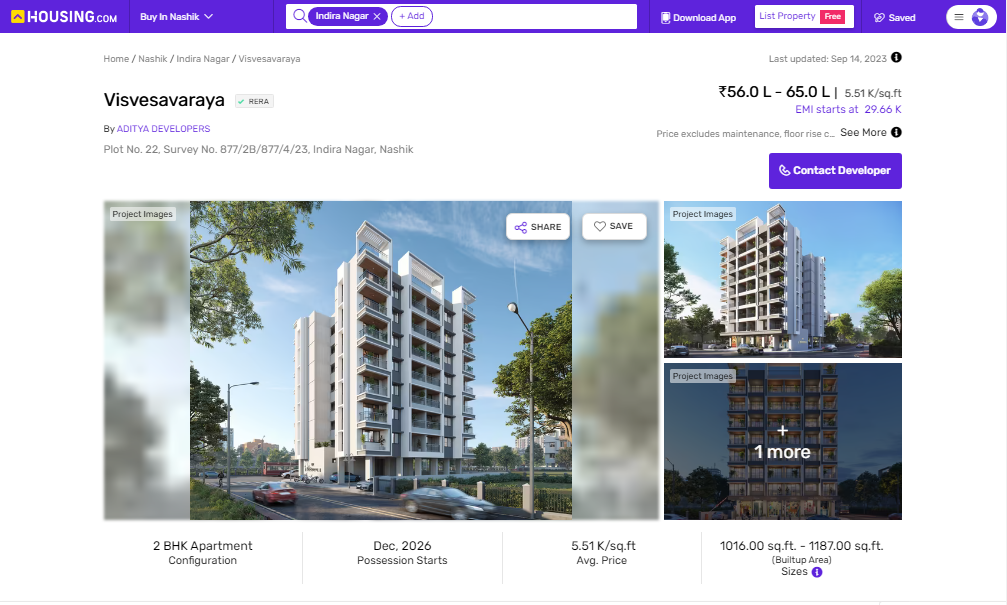 HOUSING.COM
Buy In Nashik
Indira Nagar
+ Add
Download App
List Property Free
Saved
Home / Nashik / Indira Nagar / Visvesavaraya
Last updated: Sep 14, 2023
Visvesavaraya
RERA
₹56.0 L - 65.0 L | 5.51 K/sq.ft
EMI starts at 29.66 K
By ADITYA DEVELOPERS
Price excludes maintenance, floor rise c... See More
Plot No. 22, Survey No. 877/2B/877/4/23, Indira Nagar, Nashik
Contact Developer
Project Images
SHARE
SAVE
Project Images
Project Images
+
1 more
2 BHK Apartment
Configuration
Dec, 2026
Possession Starts
5.51 K/sq.ft
Avg. Price
1016.00 sq.ft. - 1187.00 sq.ft.
(Builtup Area)
Sizes